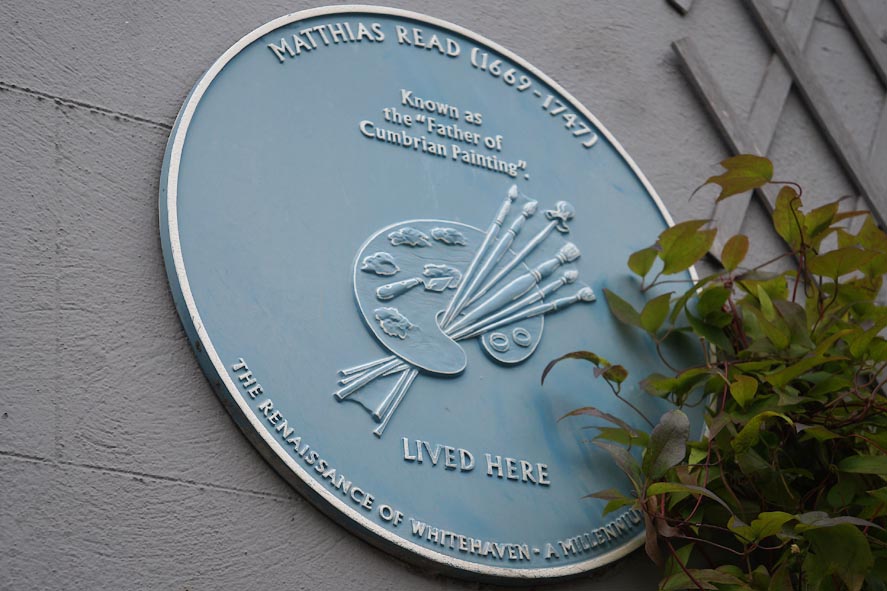 MATTHIAS READ (1669-1747)
Known as
the "Father of
Cumbrian Painting".
LIVED HERE
THE RENAISSANCE OF WHITEHAVEN - A MILLENNIU